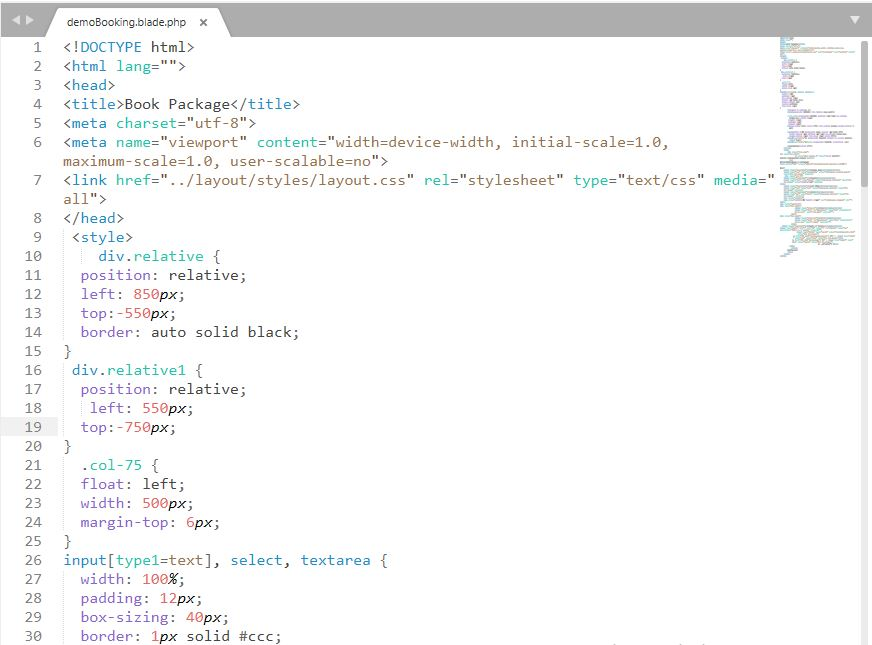 demoBooking.blade.php ×
1 <!DOCTYPE html>
2 <html lang="">
3 <head>
4 <title>Book Package</title>
5 <meta charset="utf-8">
6 <meta name="viewport" content="width=device-width, initial-scale=1.0,
maximum-scale=1.0, user-scalable=no">
7 <link href="../layout/styles/layout.css" rel="stylesheet" type="text/css" media="
all">
8 </head>
9 <style>
10 div.relative {
11 position: relative;
12 left: 850px;
13 top:-550px;
14 border: auto solid black;
15 }
16 div.relative1 {
17 position: relative;
18 left: 550px;
19 top:-750px;
20 }
21 .col-75 {
22 float: left;
23 width: 500px;
24 margin-top: 6px;
25 }
26 input[type1=text], select, textarea {
27 width: 100%;
28 padding: 12px;
29 box-sizing: 40px;
30 border: 1px solid #ccc;